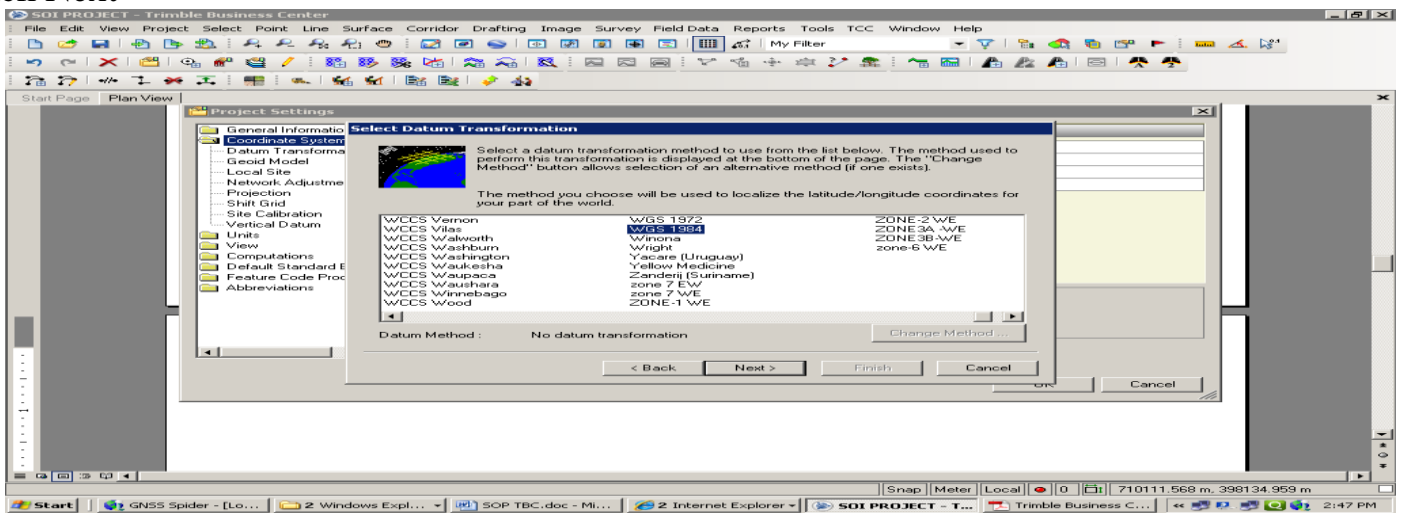 SOI PROJECT - Trimble Business Center
File Edit View Project Select Point Line Surface Corridor Drafting Image Survey Field Data Reports Tools TCC Window Help
My Filter
Start Page Plan View
Project Settings
General Informatio
Coordinate System
Datum Transforma
Geoid Model
Local Site
Network Adjustme
Projection
Shift Grid
Site Calibration
Vertical Datum
Units
View
Computations
Default Standard E
Feature Code Proc
Abbreviations
Select Datum Transformation
Select a datum transformation method to use from the list below. The method used to
perform this transformation is displayed at the bottom of the page. The "Change
Method" button allows selection of an alternative method (if one exists).
The method you choose will be used to localize the latitude/longitude coordinates for
your part of the world.
WCCS Vernon WGS 1972 ZONE-2 WE
WCCS Vilas WGS 1984 ZONE3A -WE
WCCS Walworth Winona ZONE3B-WE
WCCS Washburn Wright zone-6 WE
WCCS Washington Yacare (Uruguay)
WCCS Waukesha Yellow Medicine
WCCS Waupaca Zanderij (Suriname)
WCCS Waushara zone 7 EW
WCCS Winnebago zone 7 WE
WCCS Wood ZONE-1 WE
Datum Method : No datum transformation Change Method ...
< Back Next > Finish Cancel
OK Cancel
Snap Meter Local 0 710111.568 m, 398134.959 m
Start GNSS Spider - [Lo... 2 Windows Expl... SOP TBC.doc - Mi... 2 Internet Explorer SOI PROJECT - T... Trimble Business C... « 2:47 PM